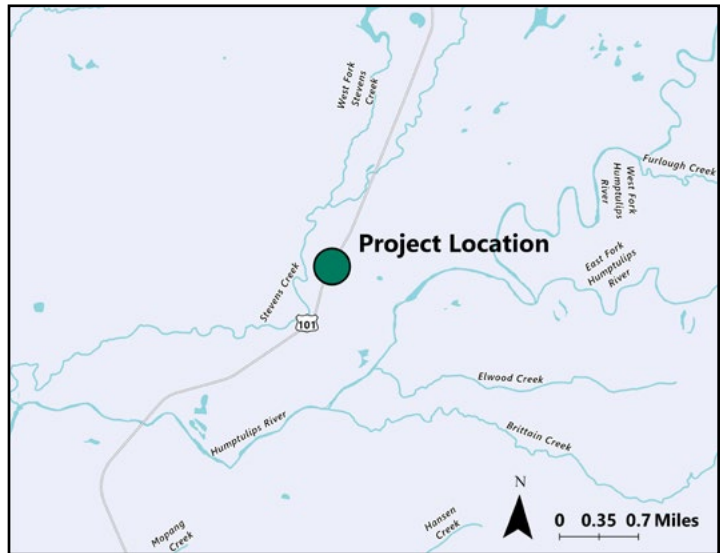 West Fork
Stevens
Creek
Furlough Creek
West Fork
Humptulips
River
Project Location
East Fork
Humptulips
River
Stevens Creek
101
Elwood Creek
Humptulips River
Brittain Creek
N
0 0.35 0.7 Miles
Mopang
Creek
Hansen
Creek